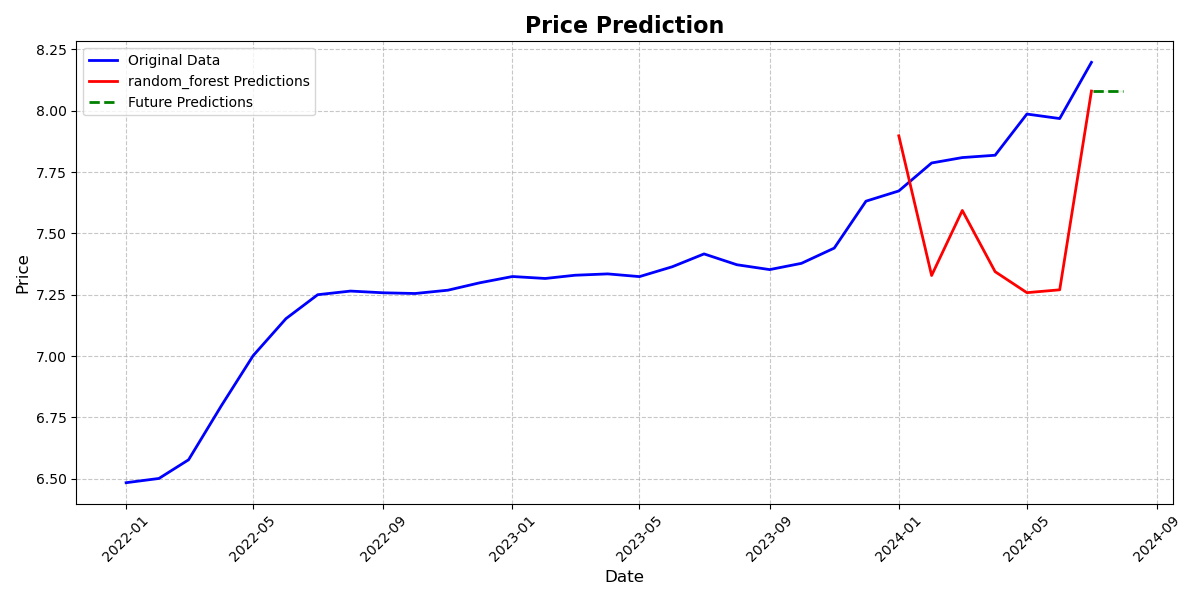 Price Prediction
Original Data
random_forest Predictions
Future Predictions
8.25
8.00
7.75
7.50
7.25
7.00
6.75
6.50
Price
2022-01
2022-05
2022-09
2023-01
2023-05
2023-09
2024-01
2024-05
2024-09
Date